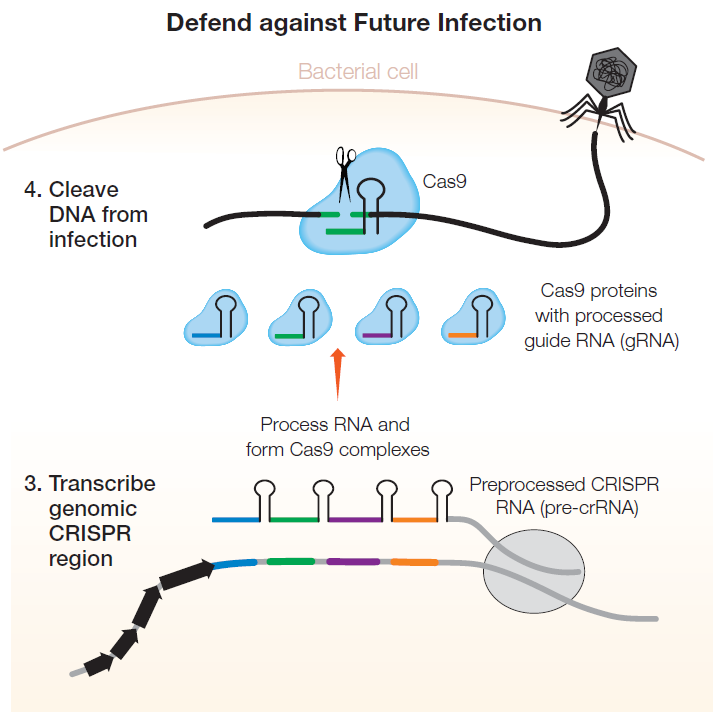 Defend against Future Infection
Bacterial cell
4. Cleave
DNA from
infection
Cas9
Cas9 proteins
with processed
guide RNA (gRNA)
Process RNA and
form Cas9 complexes
3. Transcribe
genomic
CRISPR
region
Preprocessed CRISPR
RNA (pre-crRNA)